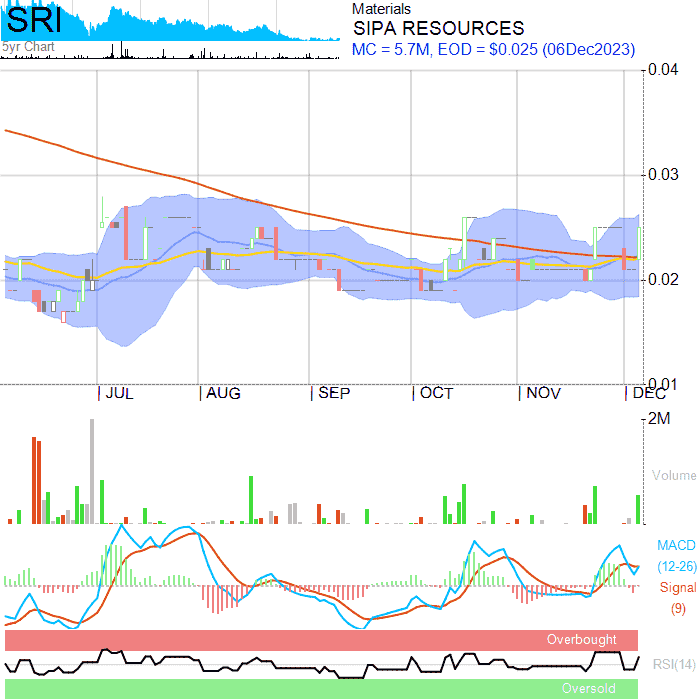 SRI
5yr Chart
Materials
SIPA RESOURCES
MC = 5.7M, EOD = $0.025 (06Dec2023)
0.04
0.03
0.02
0.01
JUL AUG SEP OCT NOV DEC
2M
Volume
MACD
(12-26)
Signal
(9)
Overbought
RSI(14)
Oversold